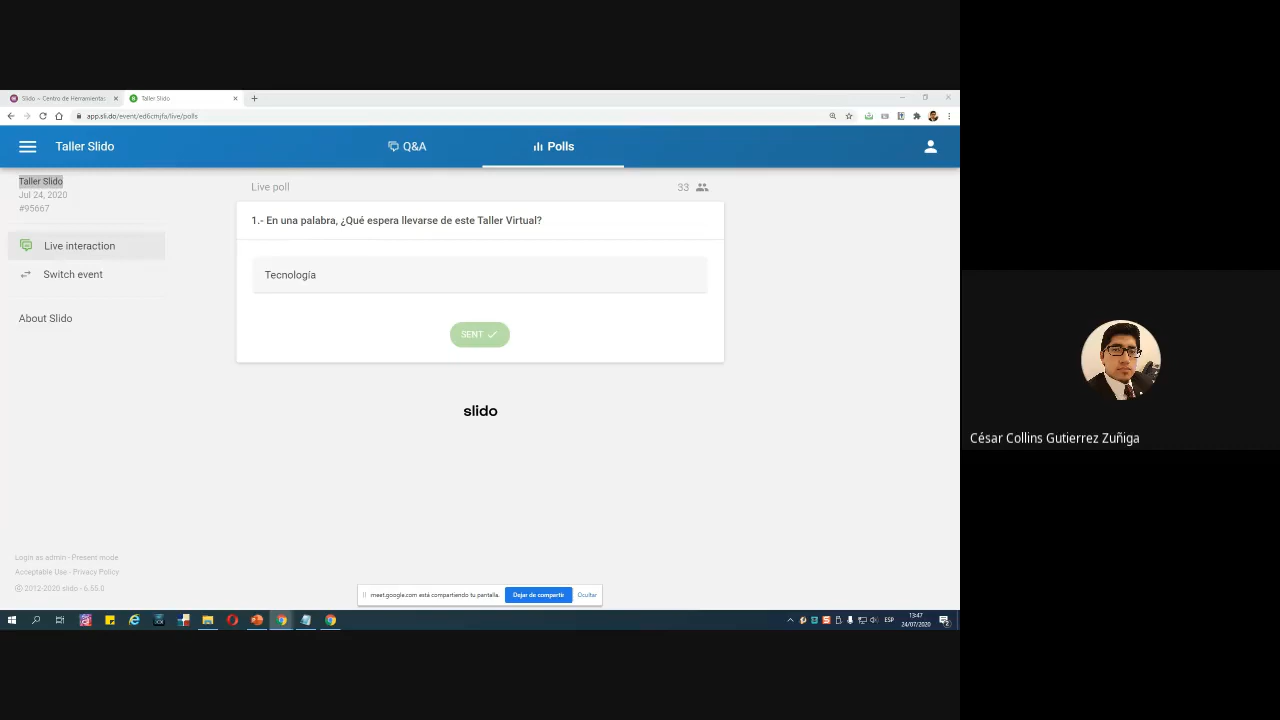 Slido – Centro de Herramientas
Taller Slido
app.sli.do/event/ed6cmjfa/live/polls
Taller Slido
Q&A
Polls
Taller Slido
Jul 24, 2020
#95667
Live interaction
Switch event
About Slido
Live poll
33
1.- En una palabra, ¿Qué espera llevarse de este Taller Virtual?
Tecnología
SENT
slido
César Collins Gutierrez Zuñiga
Login as admin - Present mode
Acceptable Use - Privacy Policy
© 2012-2020 slido - 6.55.0
meet.google.com está compartiendo tu pantalla.
Dejar de compartir
Ocultar
ESP
13:47
24/07/2020